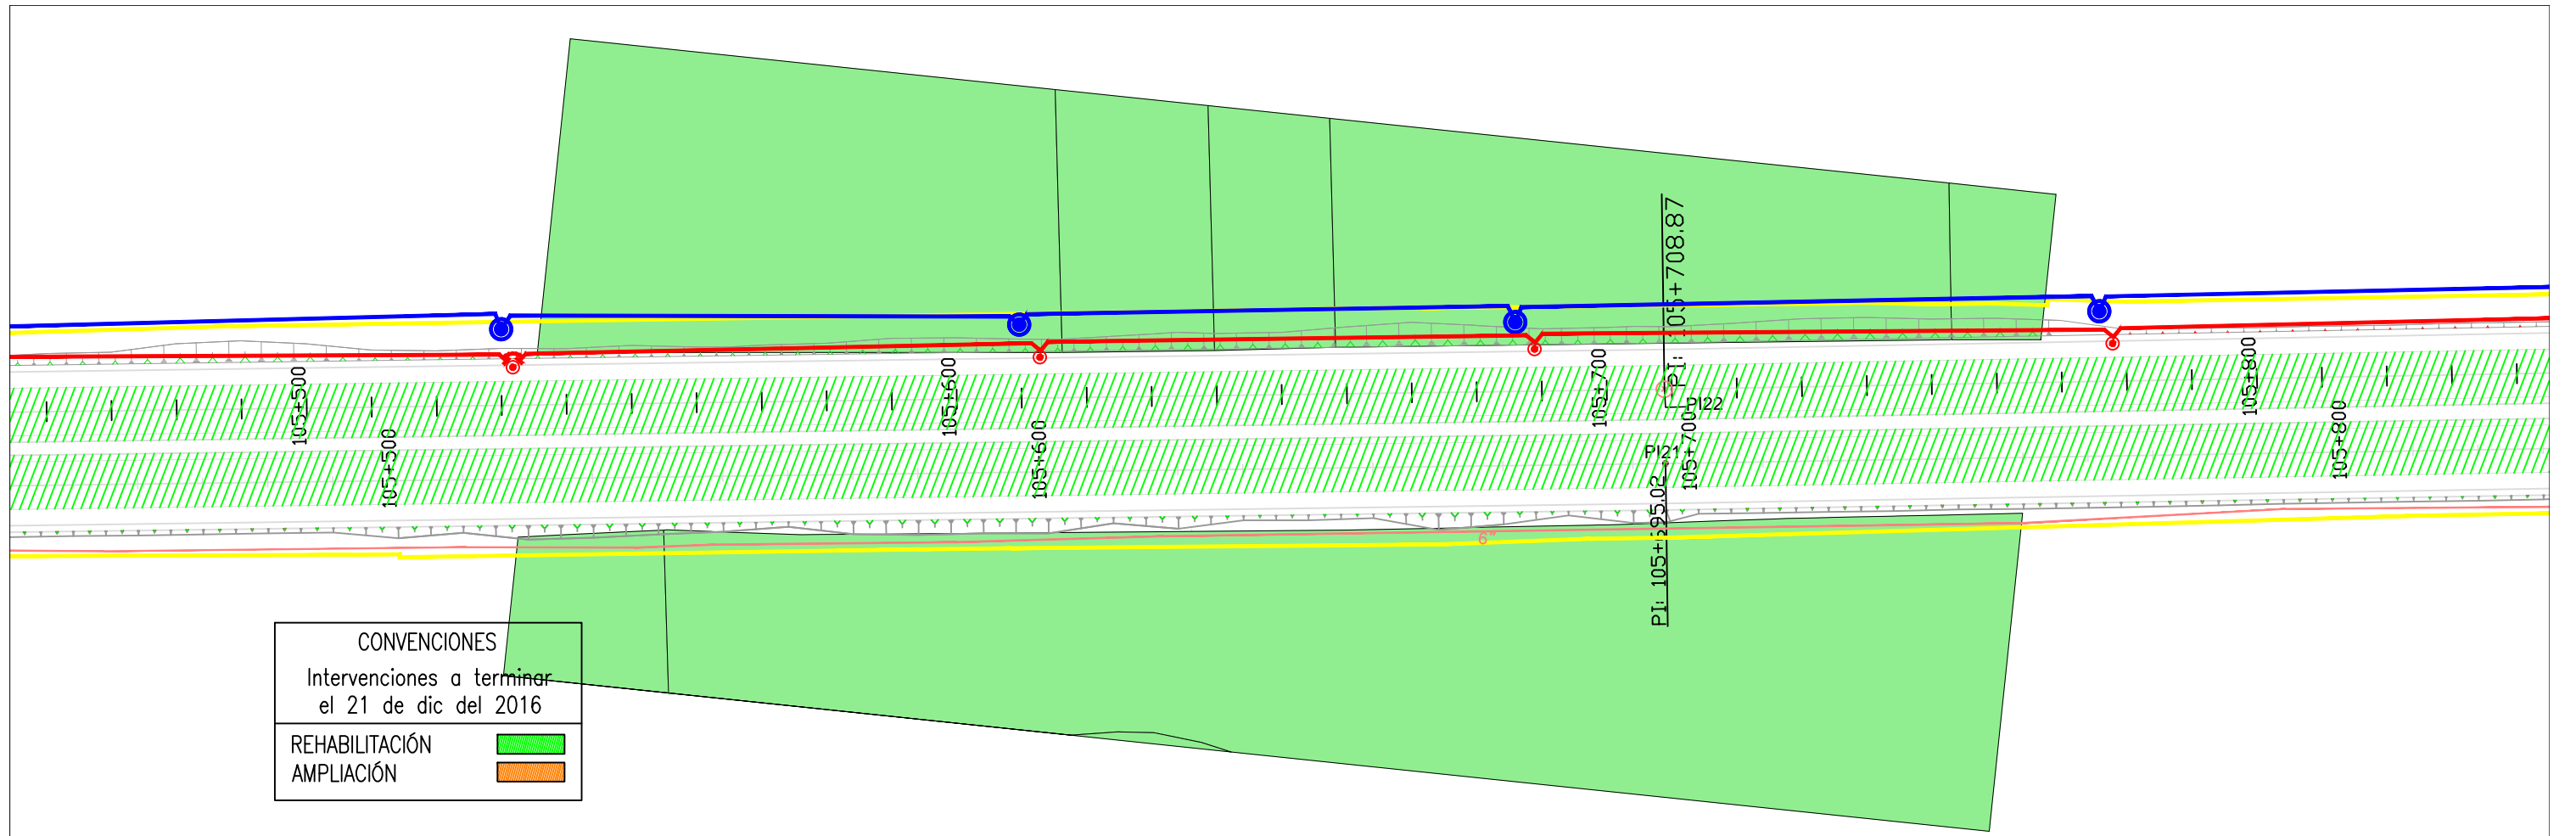 PI: 105+708.87
105+500
105+600
105+700
105+800
PI22
105+500
105+600
PI21
105+700
105+800
PI: 105+695.02
6"
CONVENCIONES
Intervenciones a terminar
el 21 de dic del 2016
REHABILITACIÓN
AMPLIACIÓN